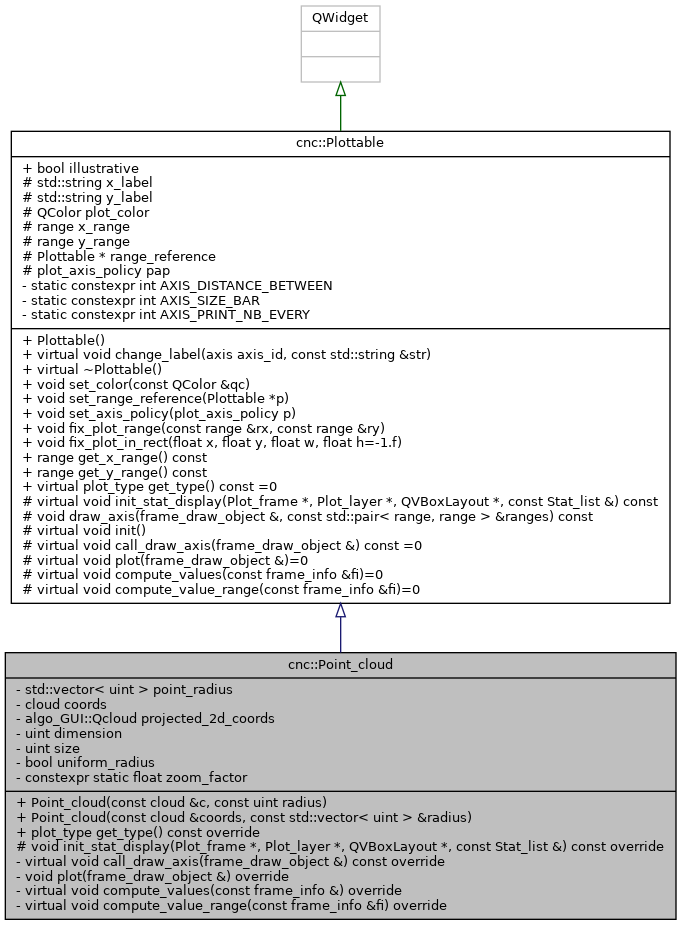 QWidget
cnc::Plottable
+ bool illustrative
# std::string x_label
# std::string y_label
# QColor plot_color
# range x_range
# range y_range
# Plottable * range_reference
# plot_axis_policy pap
- static constexpr int AXIS_DISTANCE_BETWEEN
- static constexpr int AXIS_SIZE_BAR
- static constexpr int AXIS_PRINT_NB_EVERY
+ Plottable()
+ virtual void change_label(axis axis_id, const std::string &str)
+ virtual ~Plottable()
+ void set_color(const QColor &qc)
+ void set_range_reference(Plottable *p)
+ void set_axis_policy(plot_axis_policy p)
+ void fix_plot_range(const range &rx, const range &ry)
+ void fix_plot_in_rect(float x, float y, float w, float h=-1.f)
+ range get_x_range() const
+ range get_y_range() const
+ virtual plot_type get_type() const =0
# virtual void init_stat_display(Plot_frame *, Plot_layer *, QVBoxLayout *, const Stat_list &) const
# void draw_axis(frame_draw_object &, const std::pair< range, range > &ranges) const
# virtual void init()
# virtual void call_draw_axis(frame_draw_object &) const =0
# virtual void plot(frame_draw_object &)=0
# virtual void compute_values(const frame_info &fi)=0
# virtual void compute_value_range(const frame_info &fi)=0
cnc::Point_cloud
- std::vector< uint > point_radius
- cloud coords
- algo_GUI::Qcloud projected_2d_coords
- uint dimension
- uint size
- bool uniform_radius
- constexpr static float zoom_factor
+ Point_cloud(const cloud &c, const uint radius)
+ Point_cloud(const cloud &coords, const std::vector< uint > &radius)
+ plot_type get_type() const override
# void init_stat_display(Plot_frame *, Plot_layer *, QVBoxLayout *, const Stat_list &) const override
- virtual void call_draw_axis(frame_draw_object &) const override
- void plot(frame_draw_object &) override
- virtual void compute_values(const frame_info &) override
- virtual void compute_value_range(const frame_info &fi) override